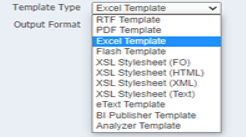 Template Type Excel Template
RTF Template
Output Format
PDF Template
Excel Template
Flash Template
XSL Stylesheet (FO)
XSL Stylesheet (HTML)
XSL Stylesheet (XML)
XSL Stylesheet (Text)
eText Template
BI Publisher Template
Analyzer Template